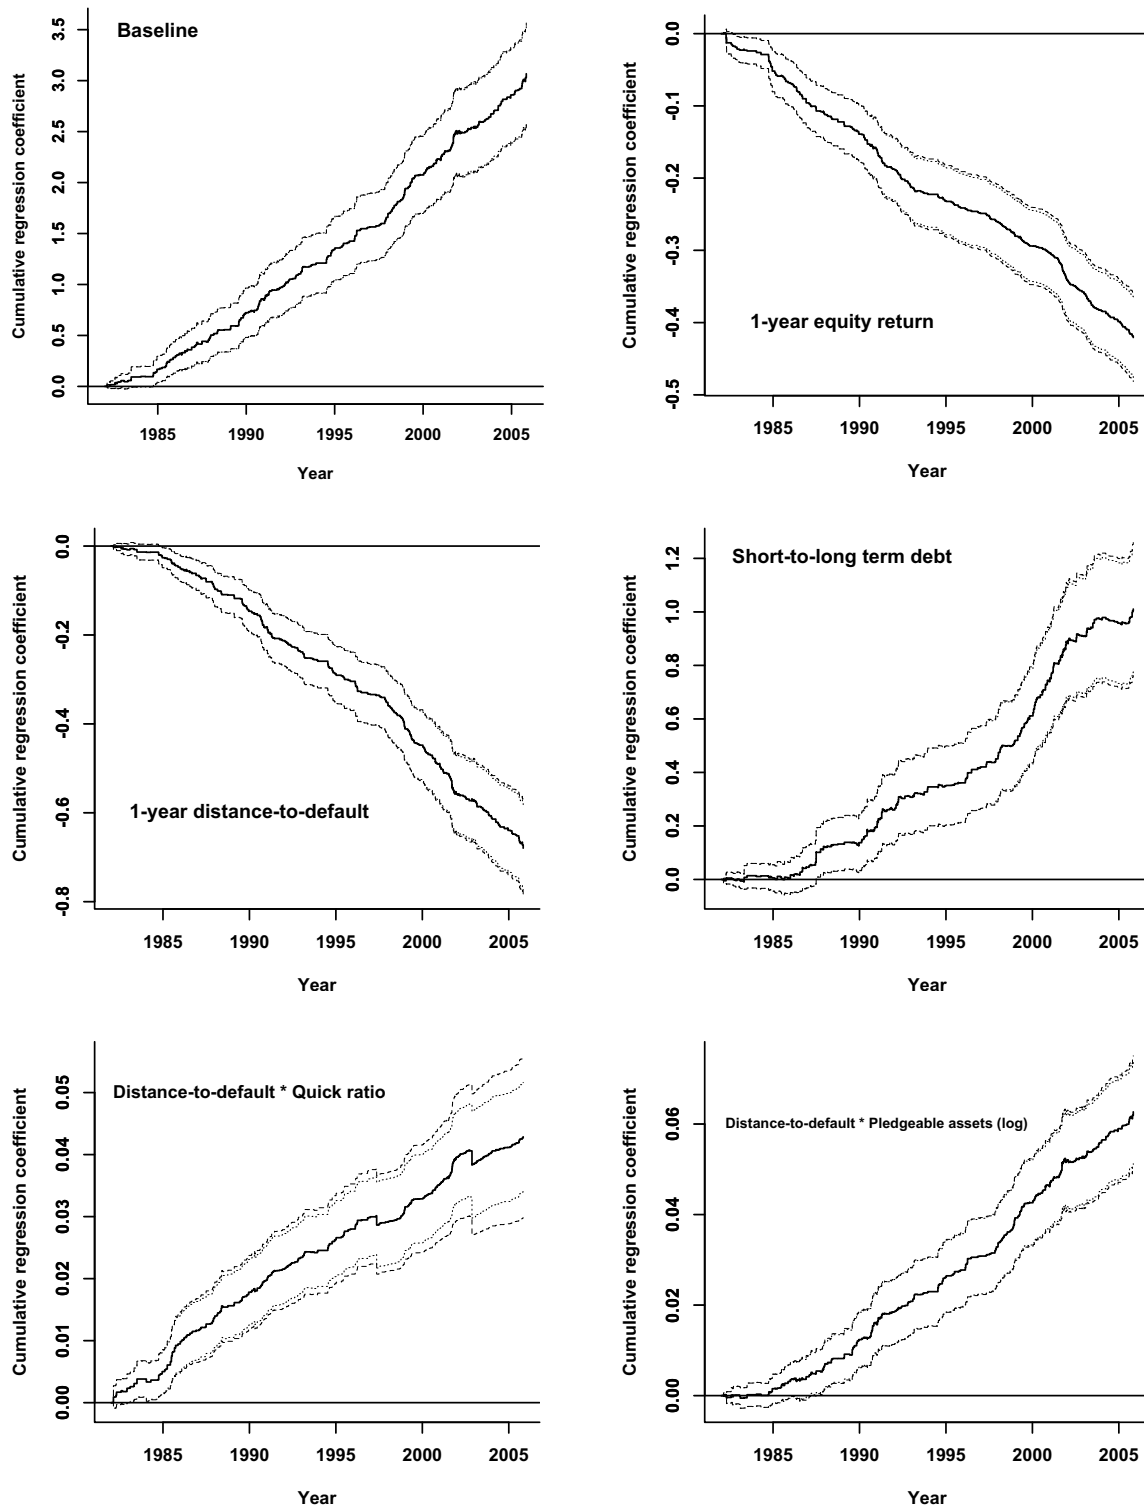 Baseline
Cumulative regression coefficient
3.5
3.0
2.5
2.0
1.5
1.0
0.5
0.0
1985 1990 1995 2000 2005
Year
1-year equity return
Cumulative regression coefficient
0.0
-0.1
-0.2
-0.3
-0.4
-0.5
1985 1990 1995 2000 2005
Year
1-year distance-to-default
Cumulative regression coefficient
0.0
-0.2
-0.4
-0.6
-0.8
1985 1990 1995 2000 2005
Year
Short-to-long term debt
Cumulative regression coefficient
1.2
1.0
0.8
0.6
0.4
0.2
0.0
1985 1990 1995 2000 2005
Year
Distance-to-default * Quick ratio
Cumulative regression coefficient
0.05
0.04
0.03
0.02
0.01
0.00
1985 1990 1995 2000 2005
Year
Distance-to-default * Pledgeable assets (log)
Cumulative regression coefficient
0.06
0.04
0.02
0.00
1985 1990 1995 2000 2005
Year